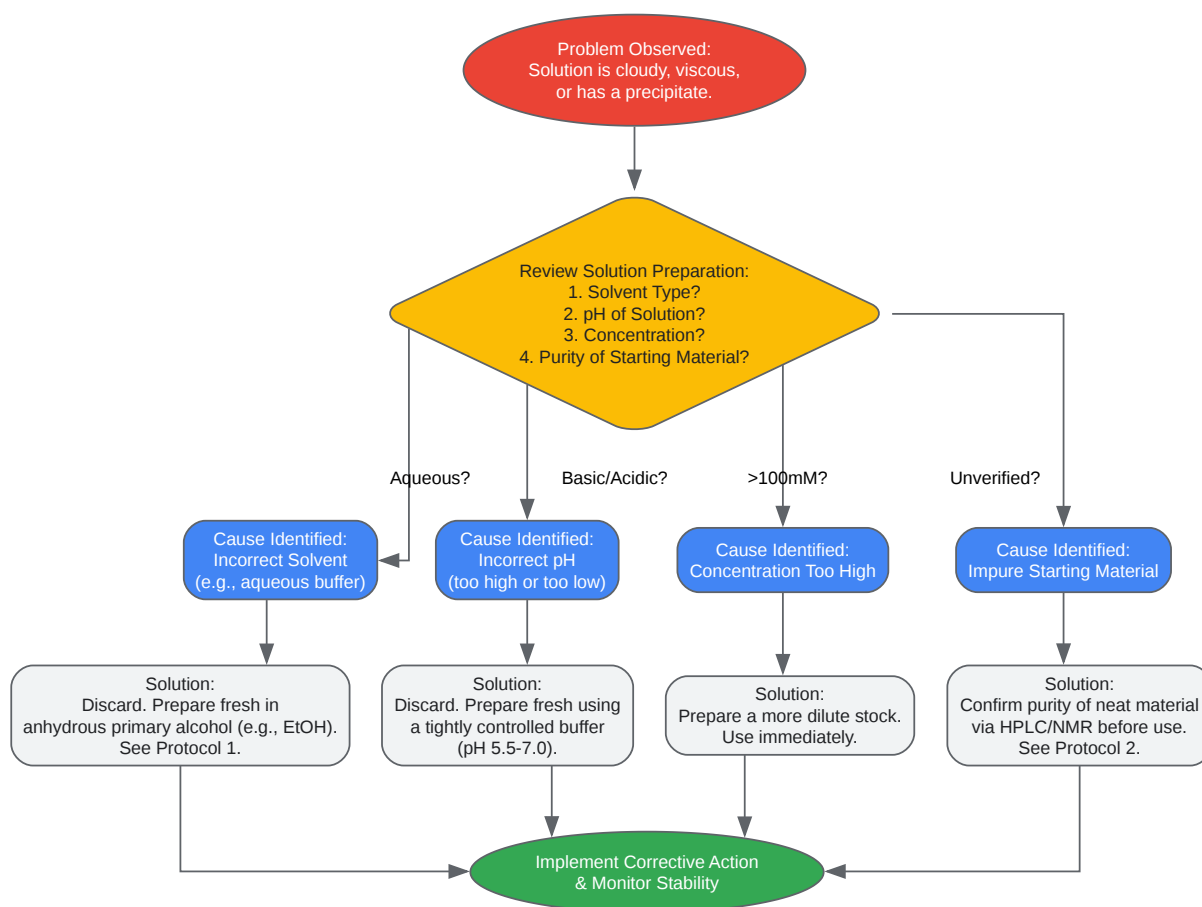 Problem Observed:
Solution is cloudy, viscous,
or has a precipitate.
Review Solution Preparation:
1. Solvent Type?
2. pH of Solution?
3. Concentration?
4. Purity of Starting Material?
Aqueous?
Basic/Acidic?
>100mM?
Unverified?
Cause Identified:
Incorrect Solvent
(e.g., aqueous buffer)
Cause Identified:
Incorrect pH
(too high or too low)
Cause Identified:
Concentration Too High
Cause Identified:
Impure Starting Material
Solution:
Discard. Prepare fresh in
anhydrous primary alcohol (e.g., EtOH).
See Protocol 1.
Solution:
Discard. Prepare fresh using
a tightly controlled buffer
(pH 5.5-7.0).
Solution:
Prepare a more dilute stock.
Use immediately.
Solution:
Confirm purity of neat material
via HPLC/NMR before use.
See Protocol 2.
Implement Corrective Action
& Monitor Stability